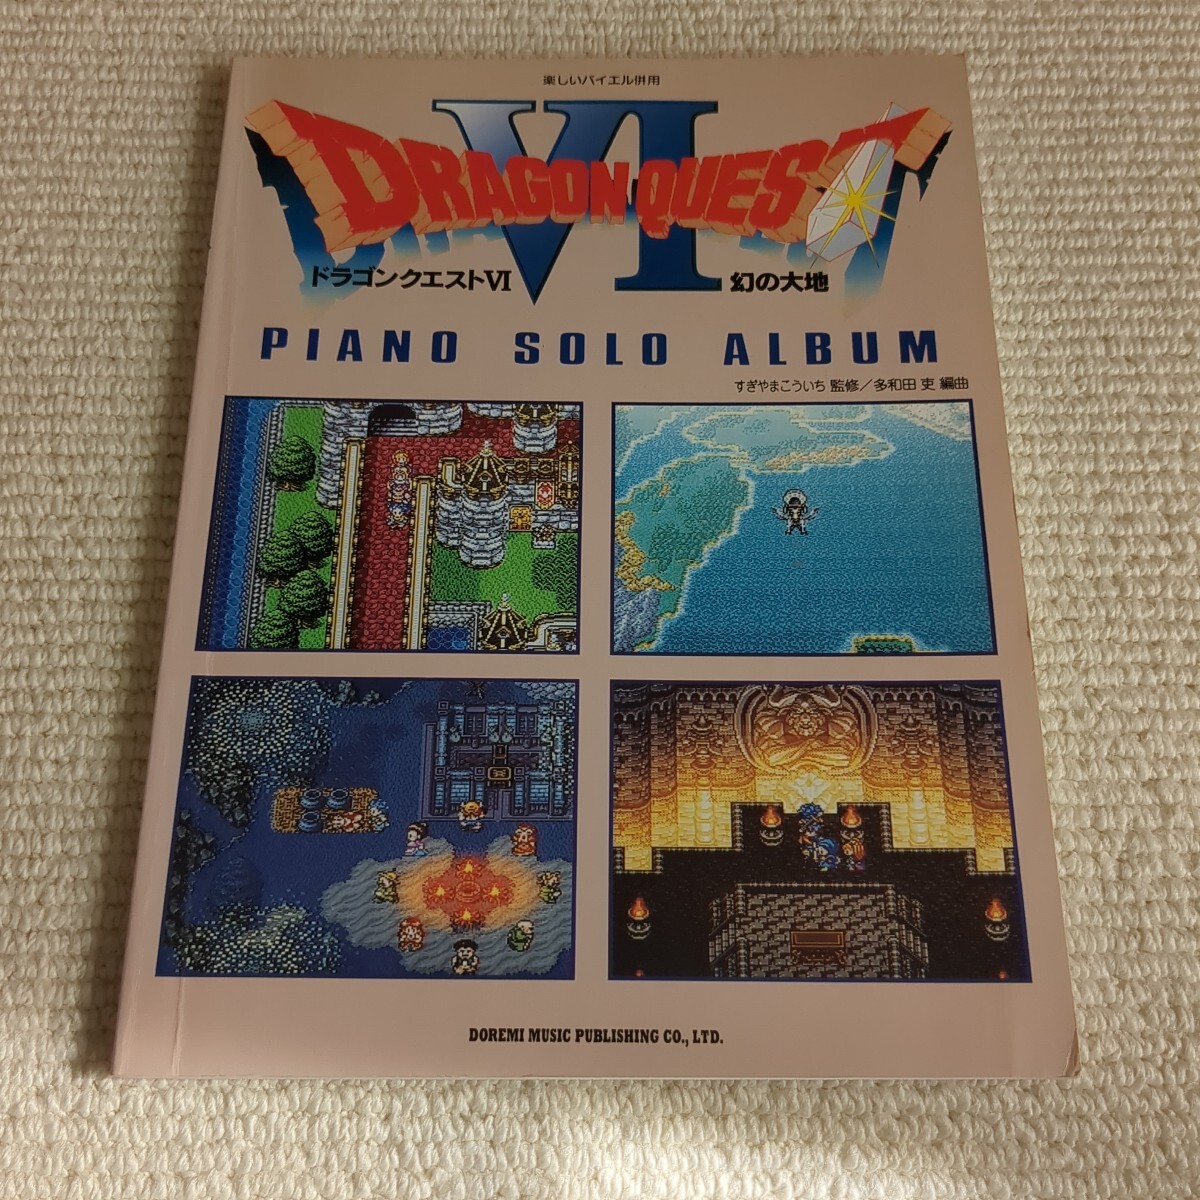 楽しいバイエル併用
DRAGON QUEST VI
ドラゴンクエストVI 幻の大地
PIANO SOLO ALBUM
すぎやまこういち 監修／多和田 吏 編曲
DOREMI MUSIC PUBLISHING CO., LTD.